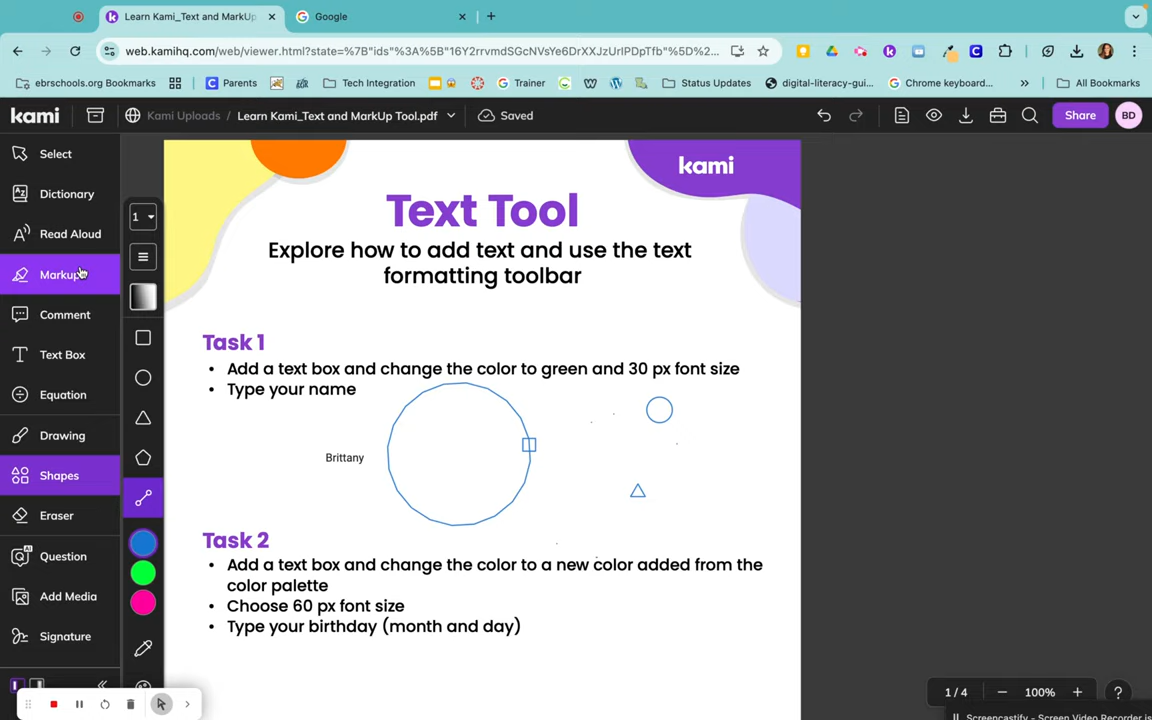 Learn Kami_Text and MarkUp
Google
web.kamihq.com/web/viewer.html?state=%7B"ids"%3A%5B"16Y2rrvmdSGcNVsYe6DrXXJzUrlPDpTfb"%5D%2...
ebrschools.org Bookmarks
Parents
Tech Integration
Trainer
Status Updates
digital-literacy-gui...
Chrome keyboard...
All Bookmarks
kami
Kami Uploads / Learn Kami_Text and MarkUp Tool.pdf
Saved
Share
BD
Select
Dictionary
Read Aloud
Markup
Comment
Text Box
Equation
Drawing
Shapes
Eraser
Question
Add Media
Signature
1
kami
Text Tool
Explore how to add text and use the text
formatting toolbar
Task 1
• Add a text box and change the color to green and 30 px font size
• Type your name
Brittany
Task 2
• Add a text box and change the color to a new color added from the
color palette
• Choose 60 px font size
• Type your birthday (month and day)
1 / 4
100%
?